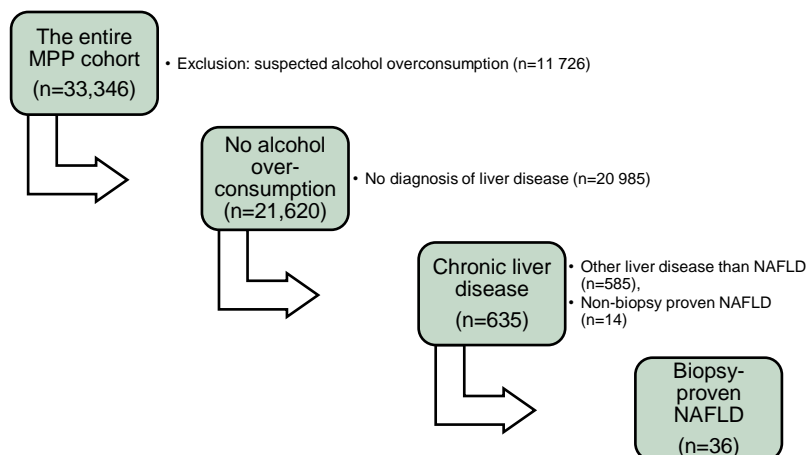 The entire
MPP cohort
(n=33,346)
• Exclusion: suspected alcohol overconsumption (n=11 726)
No alcohol
over-
consumption
(n=21,620)
• No diagnosis of liver disease (n=20 985)
Chronic liver
disease
(n=635)
• Other liver disease than NAFLD
(n=585),
• Non-biopsy proven NAFLD
(n=14)
Biopsy-
proven
NAFLD
(n=36)